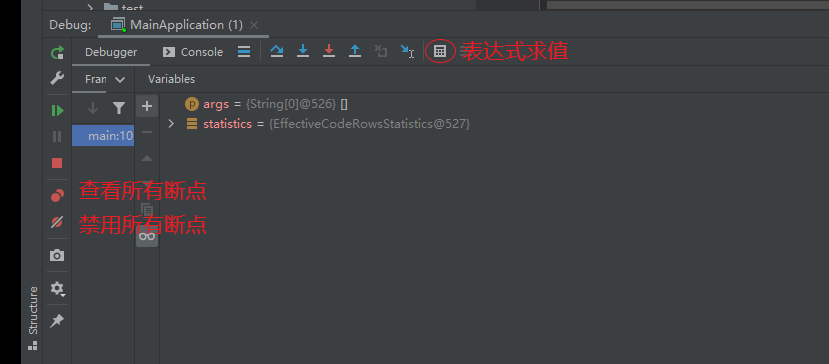 test
Debug: MainApplication (1)
Debugger Console 表达式求值
Fran Variables
args = {String[0]@526} []
main:10 statistics = {EffectiveCodeRowsStatistics@527}
查看所有断点
禁用所有断点
Structure